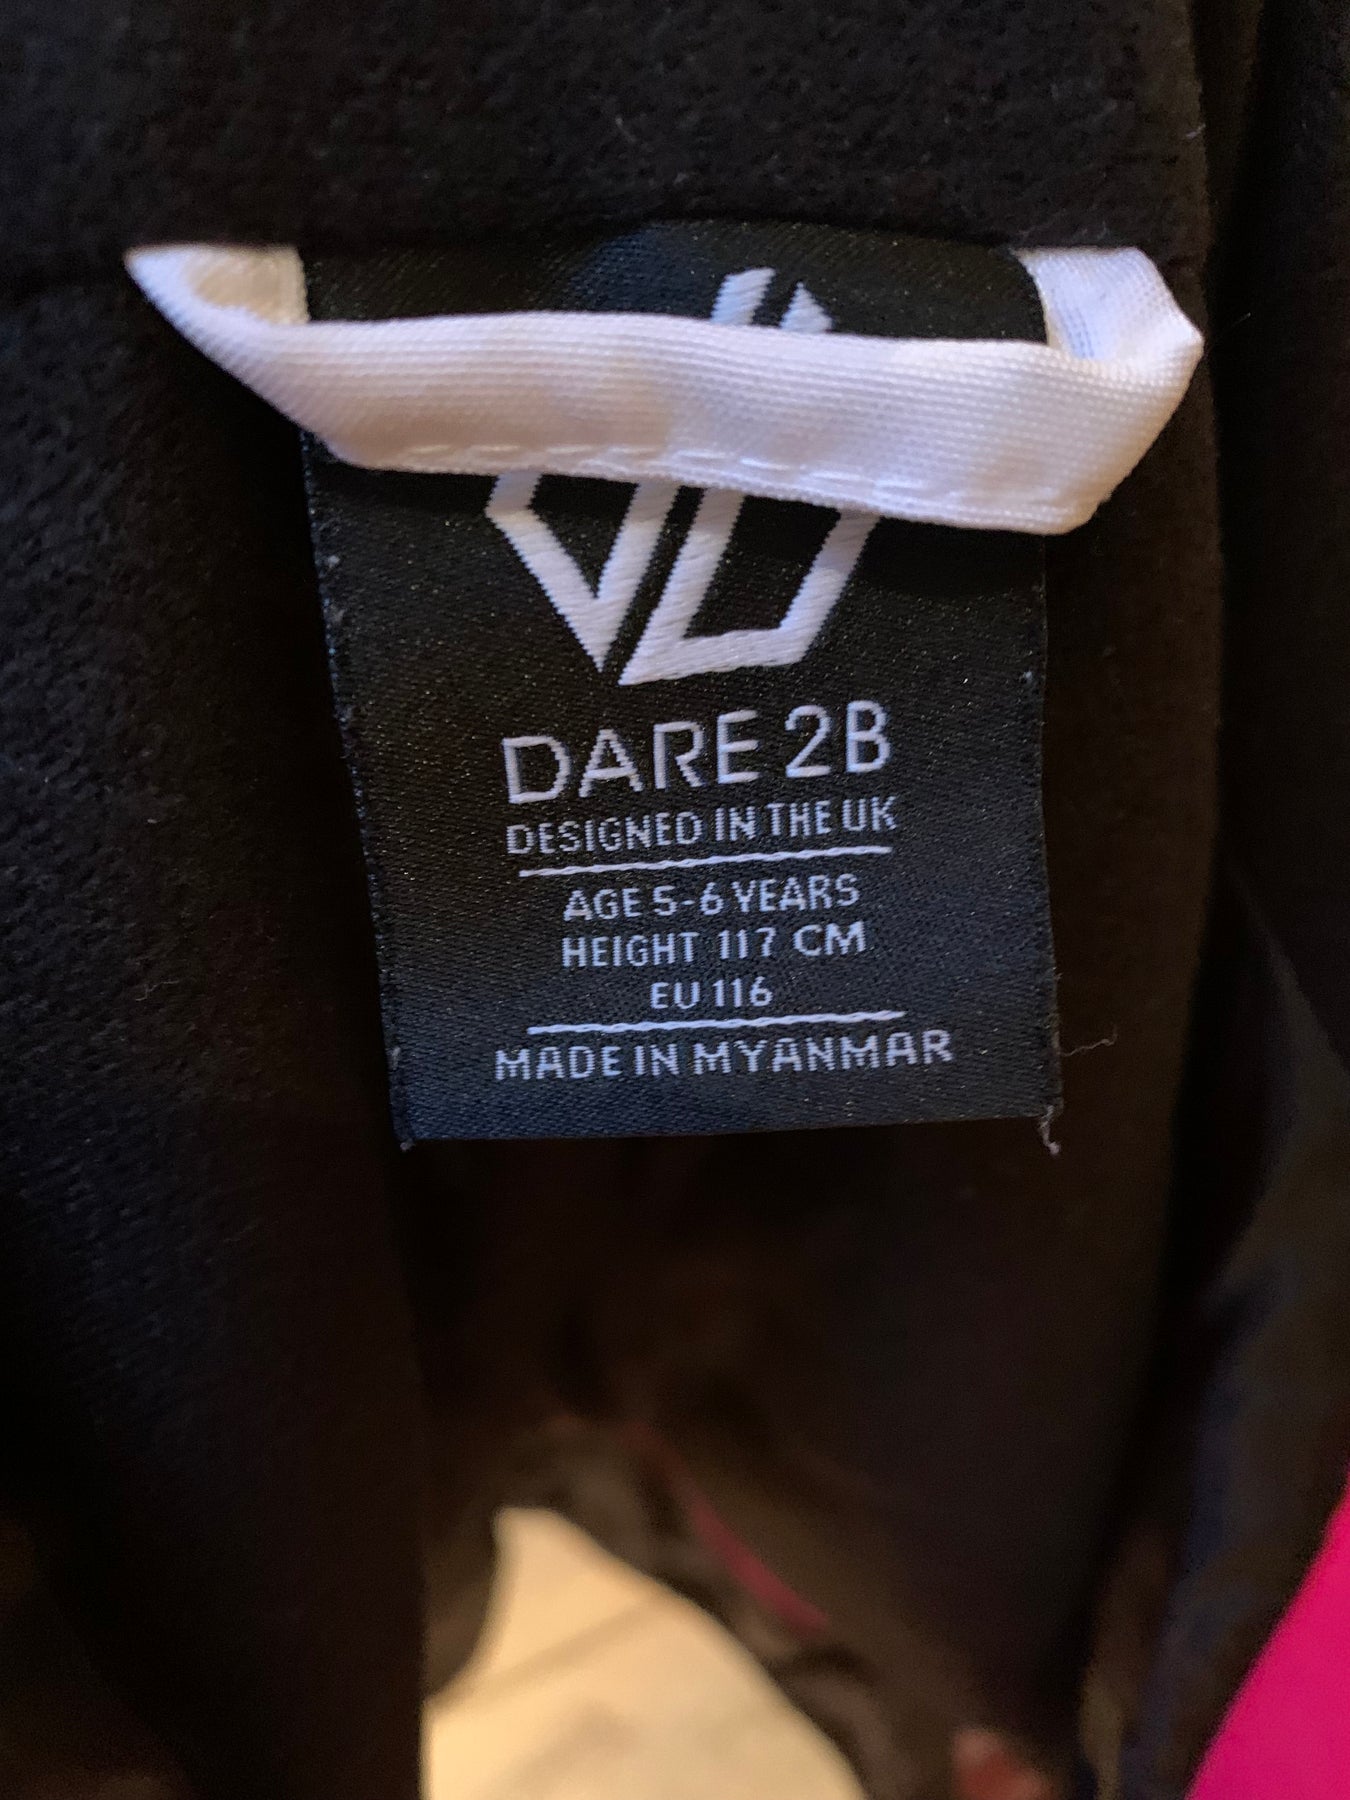 DARE 2B
DESIGNED IN THE UK
AGE 5-6 YEARS
HEIGHT 117 CM
EU 116
MADE IN MYANMAR